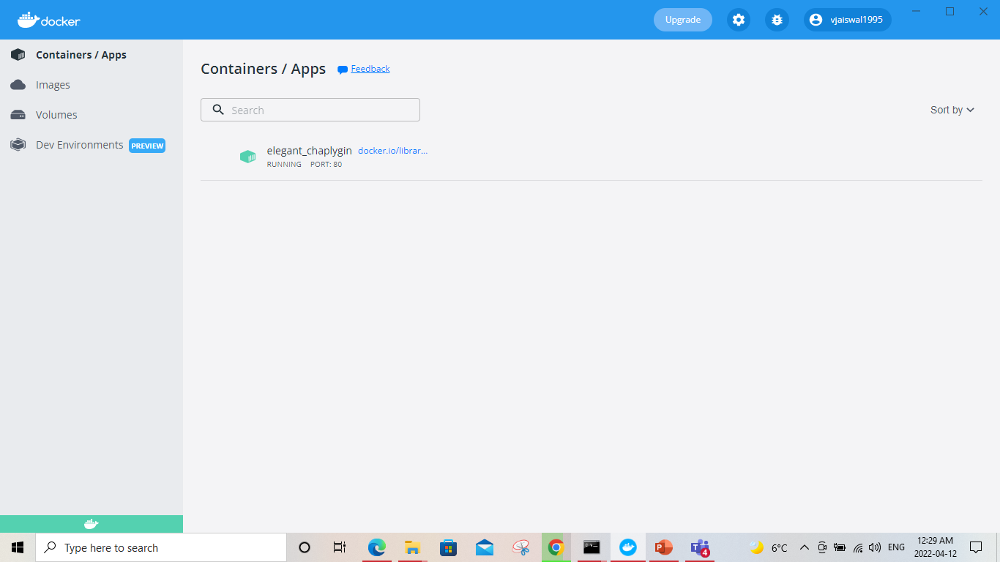 docker
Upgrade
vjaiswal1995
Containers / Apps
Images
Volumes
Dev Environments PREVIEW
Containers / Apps Feedback
Search
Sort by
elegant_chaplygin docker.io/librar...
RUNNING PORT: 80
Type here to search
4
6°C
ENG
12:29 AM
2022-04-12